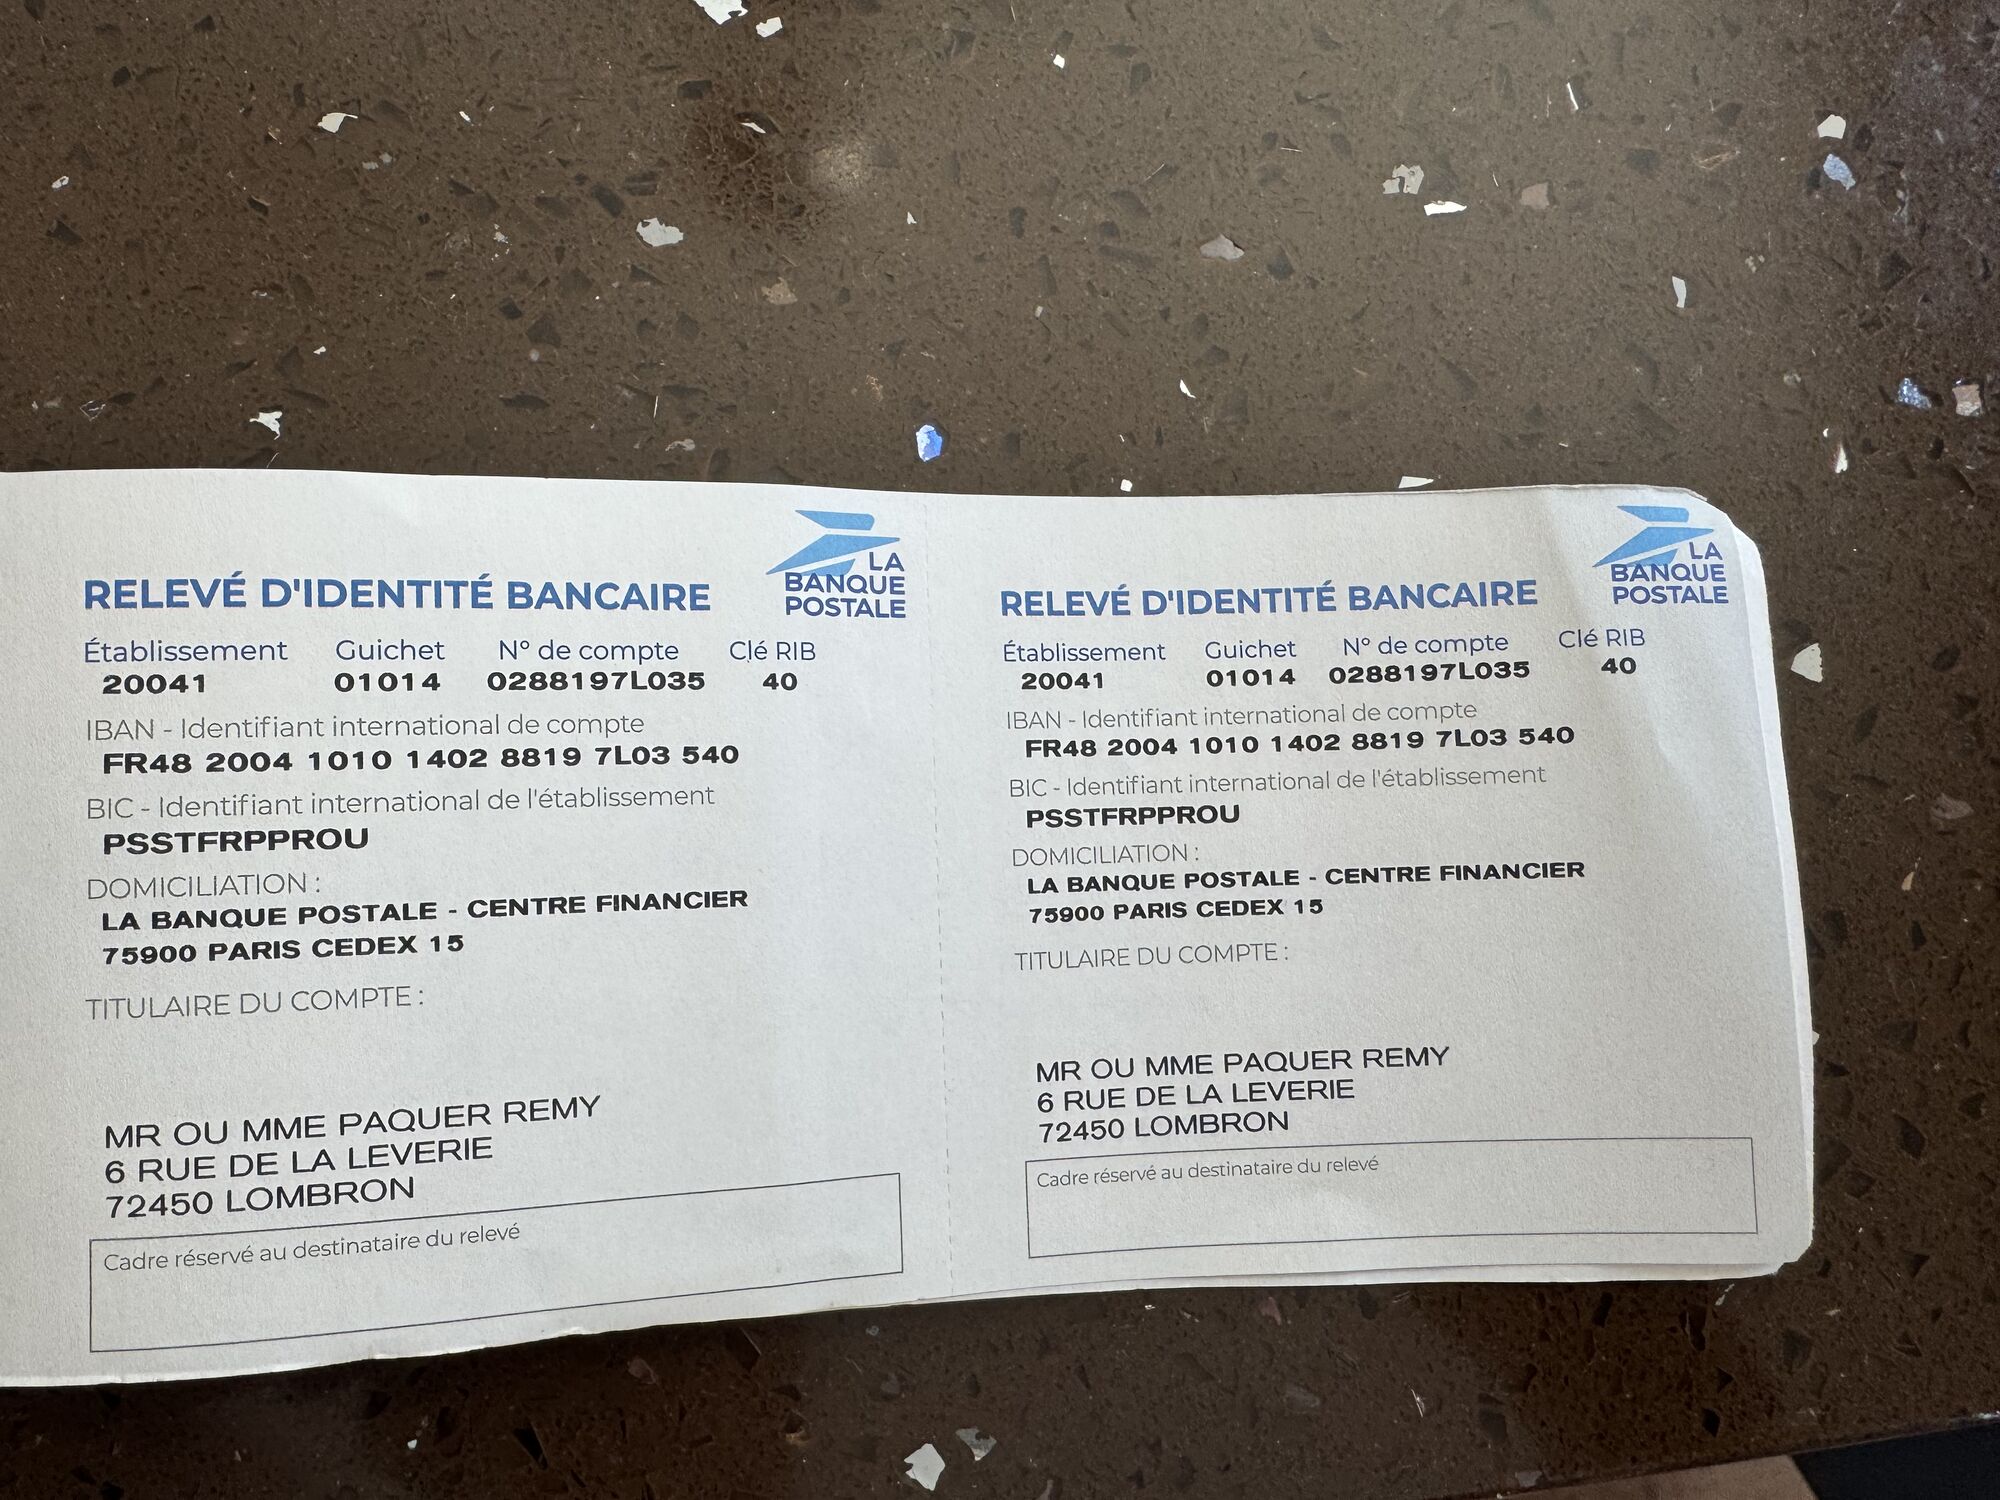 LA
BANQUE
POSTALE
RELEVÉ D'IDENTITÉ BANCAIRE
Établissement Guichet N° de compte Clé RIB
20041 01014 0288197L035 40
IBAN - Identifiant international de compte
FR48 2004 1010 1402 8819 7L03 540
BIC - Identifiant international de l'établissement
PSSTFRPPROU
DOMICILIATION :
LA BANQUE POSTALE - CENTRE FINANCIER
75900 PARIS CEDEX 15
TITULAIRE DU COMPTE :
MR OU MME PAQUER REMY
6 RUE DE LA LEVERIE
72450 LOMBRON
Cadre réservé au destinataire du relevé
LA
BANQUE
POSTALE
RELEVÉ D'IDENTITÉ BANCAIRE
Établissement Guichet N° de compte Clé RIB
20041 01014 0288197L035 40
IBAN - Identifiant international de compte
FR48 2004 1010 1402 8819 7L03 540
BIC - Identifiant international de l'établissement
PSSTFRPPROU
DOMICILIATION :
LA BANQUE POSTALE - CENTRE FINANCIER
75900 PARIS CEDEX 15
TITULAIRE DU COMPTE :
MR OU MME PAQUER REMY
6 RUE DE LA LEVERIE
72450 LOMBRON
Cadre réservé au destinataire du relevé